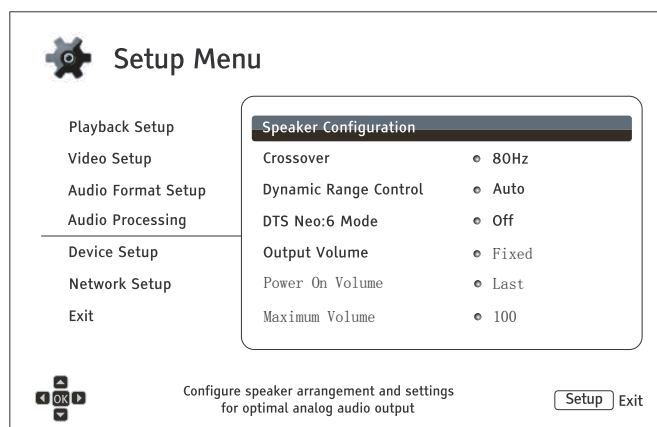 Setup Menu
Playback Setup
Video Setup
Audio Format Setup
Audio Processing
Device Setup
Network Setup
Exit
Speaker Configuration
Crossover 80Hz
Dynamic Range Control Auto
DTS Neo:6 Mode Off
Output Volume Fixed
Power On Volume Last
Maximum Volume 100
OK
Configure speaker arrangement and settings
for optimal analog audio output
Setup Exit